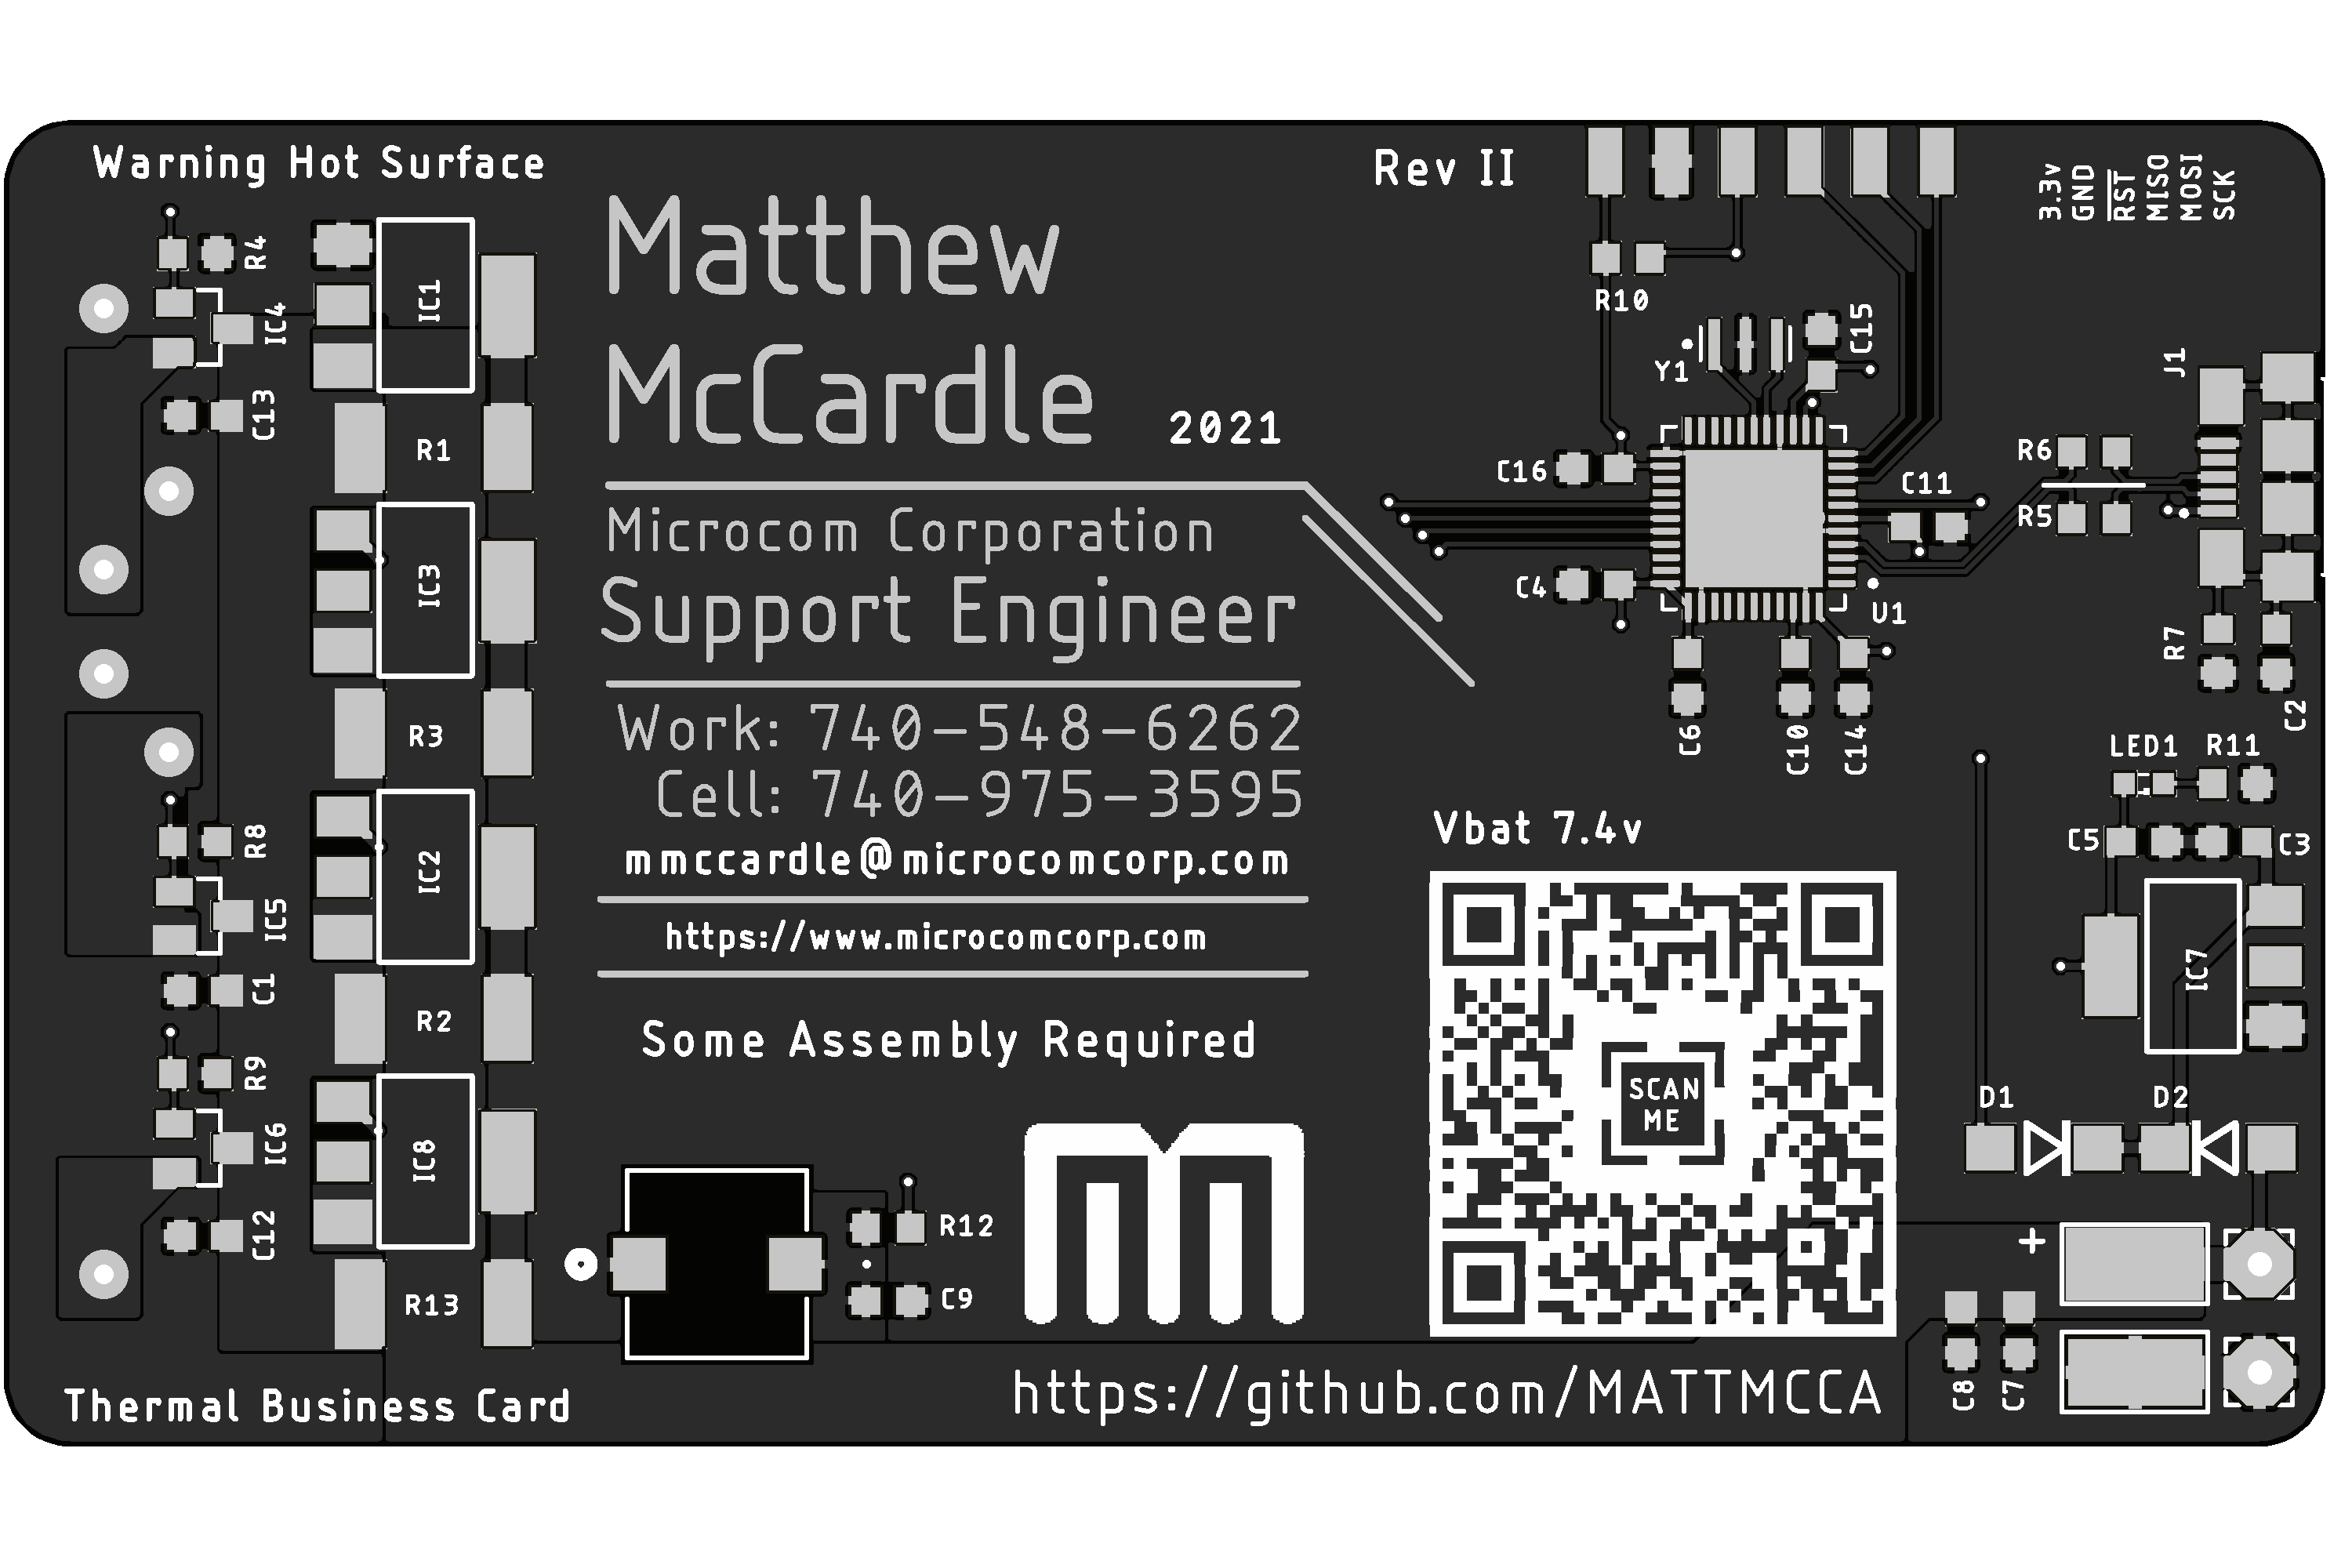 Warning Hot Surface
Rev II
3.3v
GND
RST
MISO
MOSI
SCK
Matthew
McCardle
2021
Microcom Corporation
Support Engineer
Work: 740-548-6262
Cell: 740-975-3595
mmccardle@microcomcorp.com
https://www.microcomcorp.com
Some Assembly Required
R4
IC4
C13
IC1
R1
IC3
R3
R8
IC5
C1
IC2
R2
R9
IC6
C12
IC8
R13
R12
C9
R10
Y1
C15
C16
C11
C4
U1
C6
C10
C14
J1
R6
R5
R7
C2
LED1
R11
C5
C3
IC7
Vbat 7.4v
SCAN
ME
D1
D2
+
C8
C7
Thermal Business Card
https://github.com/MATTMCCA